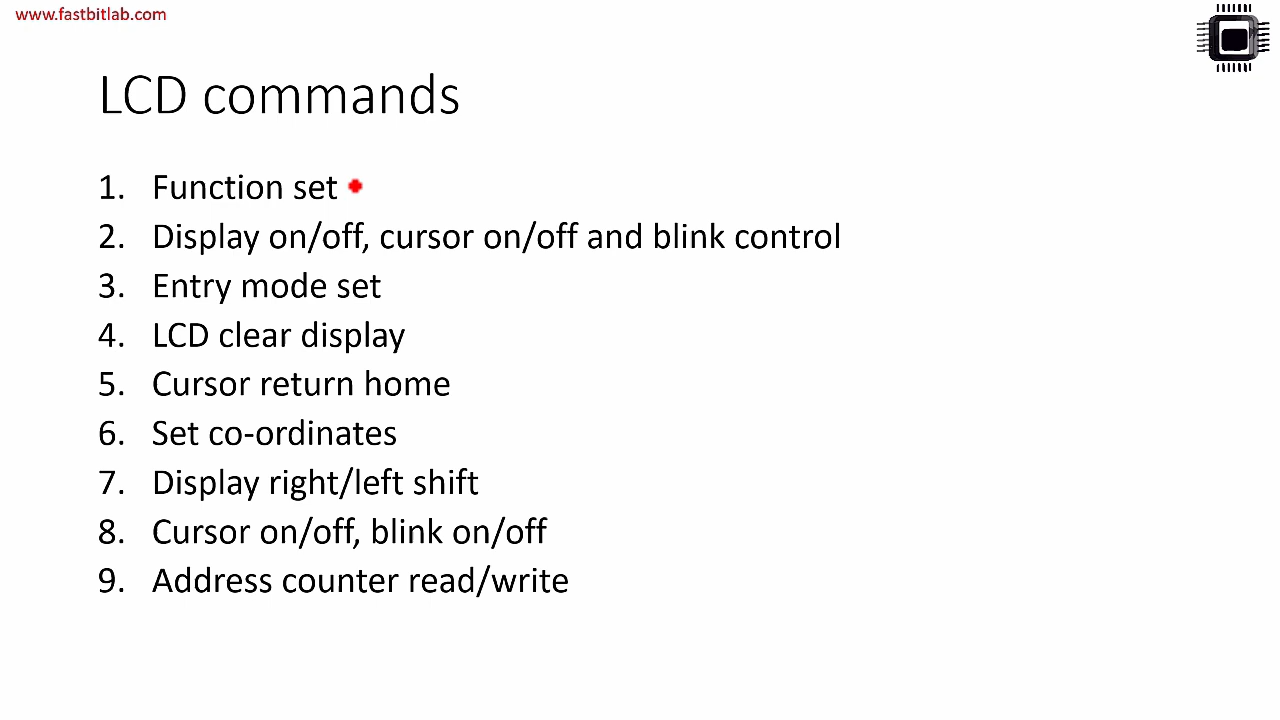 www.fastbitlab.com
LCD commands
1. Function set
2. Display on/off, cursor on/off and blink control
3. Entry mode set
4. LCD clear display
5. Cursor return home
6. Set co-ordinates
7. Display right/left shift
8. Cursor on/off, blink on/off
9. Address counter read/write